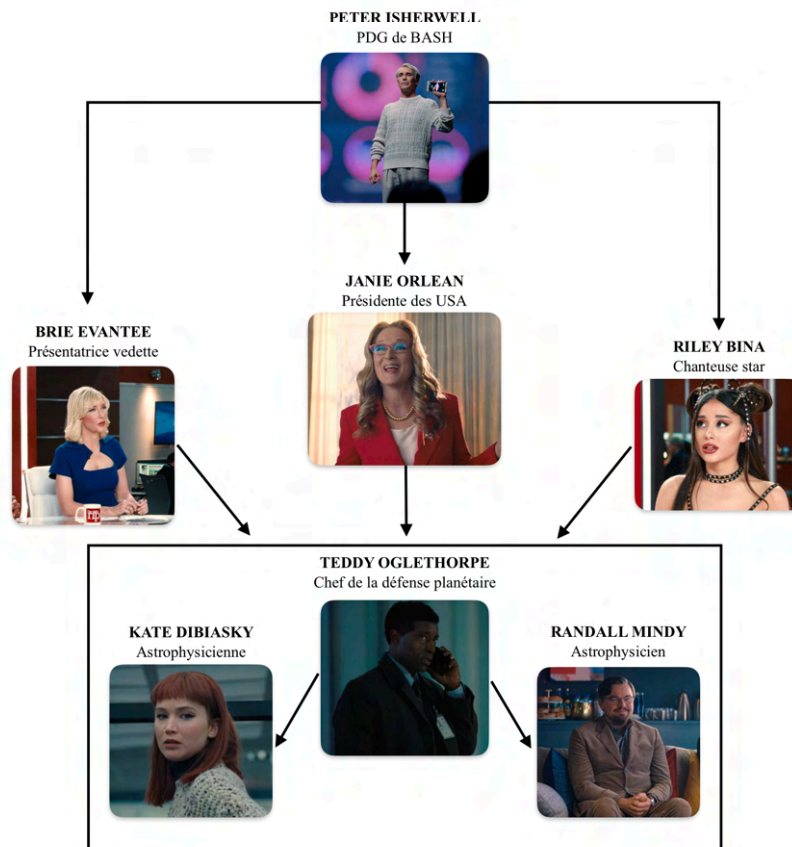 PETER ISHERWELL
PDG de BASH
JANIE ORLEAN
Présidente des USA
BRIE EVANTEE
Présentatrice vedette
RILEY BINA
Chanteuse star
TEDDY OGLETHORPE
Chef de la défense planétaire
KATE DIBIASKY
Astrophysicienne
RANDALL MINDY
Astrophysicien